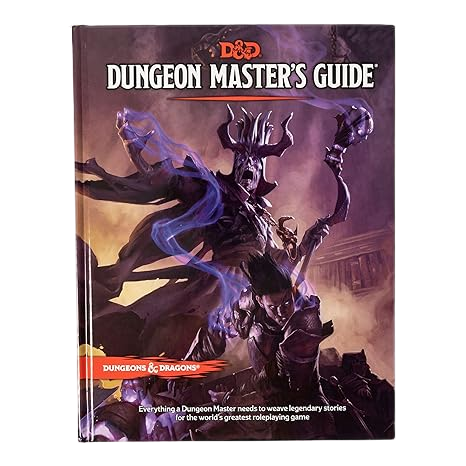 D&D®
DUNGEON MASTER'S GUIDE®
DUNGEONS & DRAGONS®
Everything a Dungeon Master needs to weave legendary stories
for the world's greatest roleplaying game